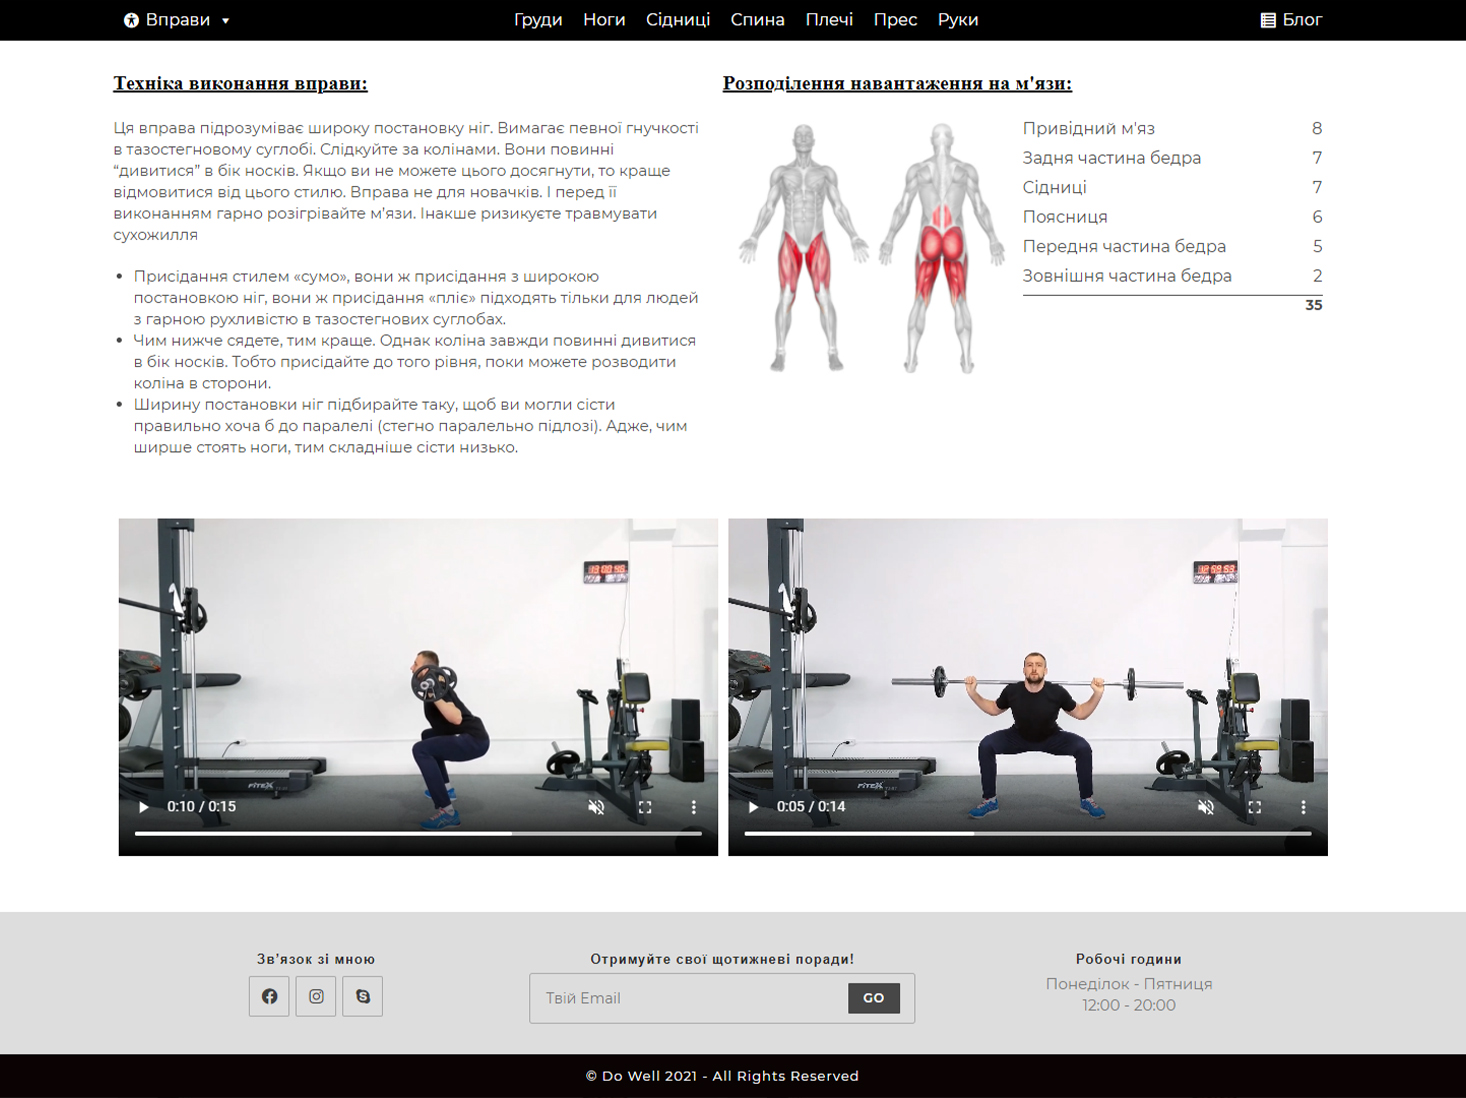 Вправи
Груди Ноги Сідниці Спина Плечі Прес Руки
Блог
Техніка виконання вправи:
Ця вправа підрозуміває широку постановку ніг. Вимагає певної гнучкості
в тазостегновому суглобі. Слідкуйте за колінами. Вони повинні
“дивитися” в бік носків. Якщо ви не можете цього досягнути, то краще
відмовитися від цього стилю. Вправа не для новачків. І перед її
виконанням гарно розігрівайте м'язи. Інакше ризикуєте травмувати
сухожилля
• Присідання стилем «сумо», вони ж присідання з широкою
постановкою ніг, вони ж присідання «пліє» підходять тільки для людей
з гарною рухливістю в тазостегнових суглобах.
• Чим нижче сядете, тим краще. Однак коліна завжди повинні дивитися
в бік носків. Тобто присідайте до того рівня, поки можете розводити
коліна в сторони.
• Ширину постановки ніг підбирайте таку, щоб ви могли сісти
правильно хоча б до паралелі (стегно паралельно підлозі). Адже, чим
ширше стоять ноги, тим складніше сісти низько.
Розподілення навантаження на м'язи:
Привідний м'яз 8
Задня частина бедра 7
Сідниці 7
Поясниця 6
Передня частина бедра 5
Зовнішня частина бедра 2
35
13:00:46
FITEX
0:10 / 0:15
12:59:53
FITEX
0:05 / 0:14
Зв'язок зі мною
Отримуйте свої щотижневі поради!
Твій Email
GO
Робочі години
Понеділок - Пятниця
12:00 - 20:00
© Do Well 2021 - All Rights Reserved